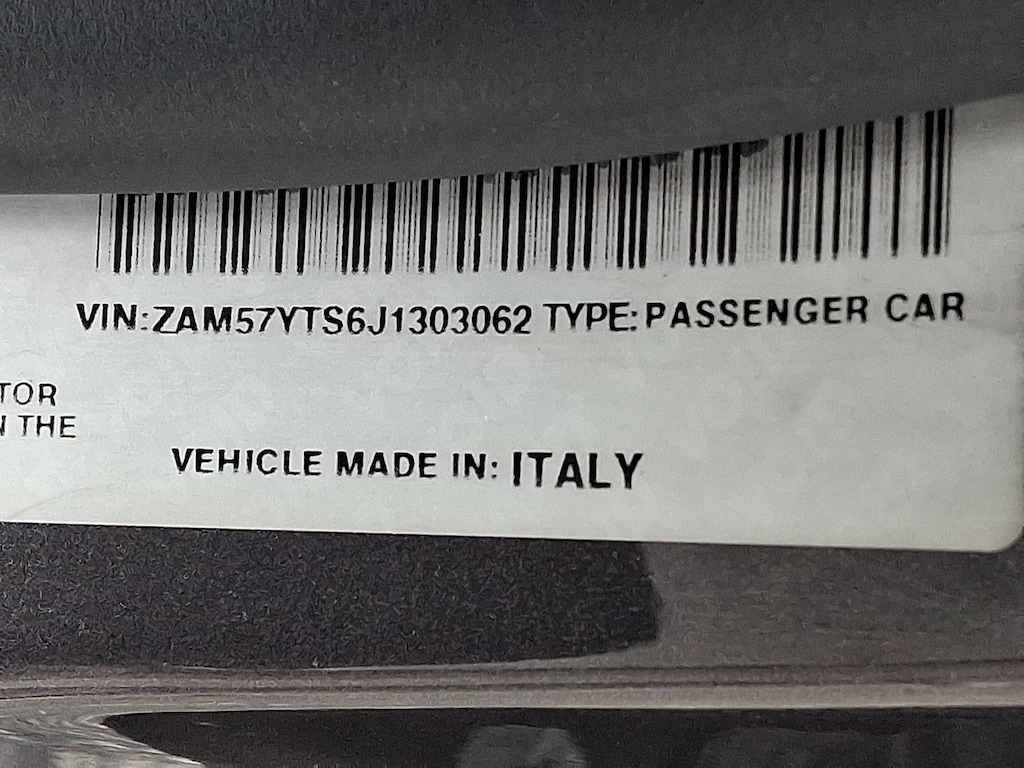 VIN:ZAM57YTS6J1303062 TYPE:PASSENGER CAR
TOR
THE
VEHICLE MADE IN: ITALY